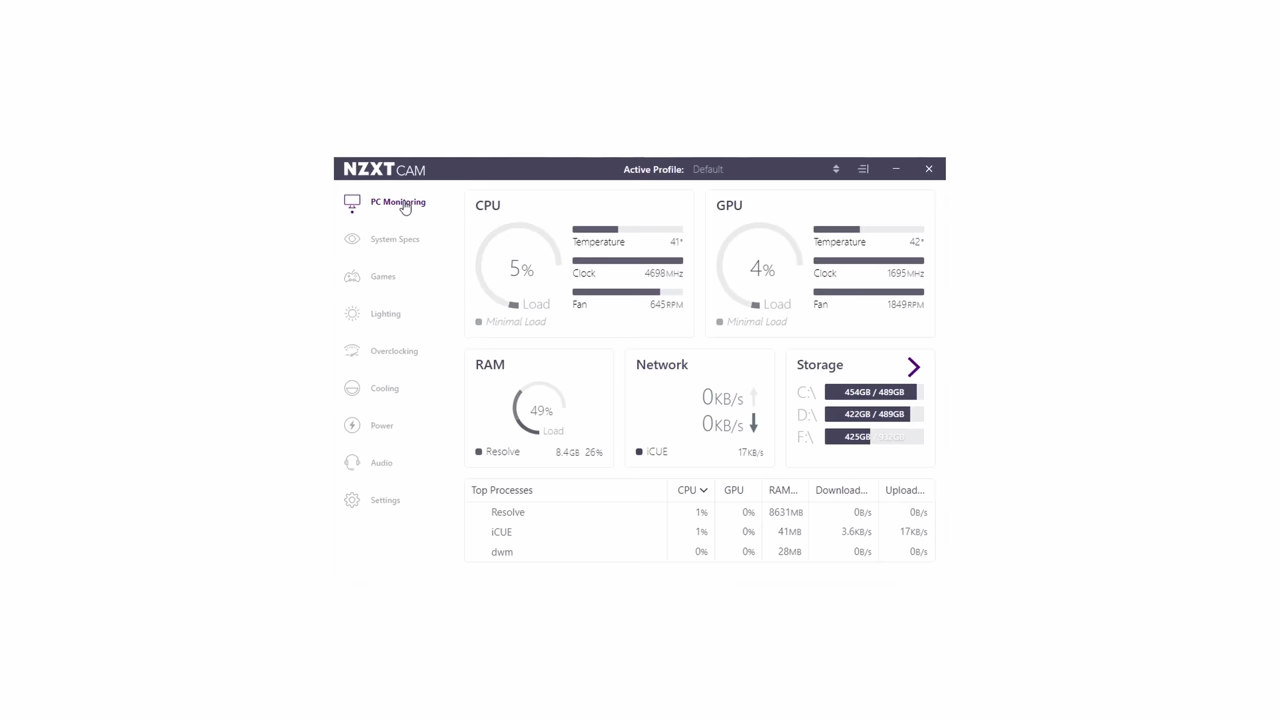 NZXT CAM
Active Profile: Default
PC Monitoring
System Specs
Games
Lighting
Overclocking
Cooling
Power
Audio
Settings
CPU
5%
Load
Minimal Load
Temperature 41°
Clock 4698MHz
Fan 645RPM
GPU
4%
Load
Minimal Load
Temperature 42°
Clock 1695MHz
Fan 1849RPM
RAM
49%
Load
Resolve 8.4GB 26%
Network
0KB/s
0KB/s
iCUE 17KB/s
Storage
C:\ 454GB / 489GB
D:\ 422GB / 489GB
F:\ 425GB / 932GB
Top Processes CPU GPU RAM... Download... Upload...
Resolve 1% 0% 8631MB 0B/s 0B/s
iCUE 1% 0% 41MB 3.6KB/s 17KB/s
dwm 0% 0% 28MB 0B/s 0B/s